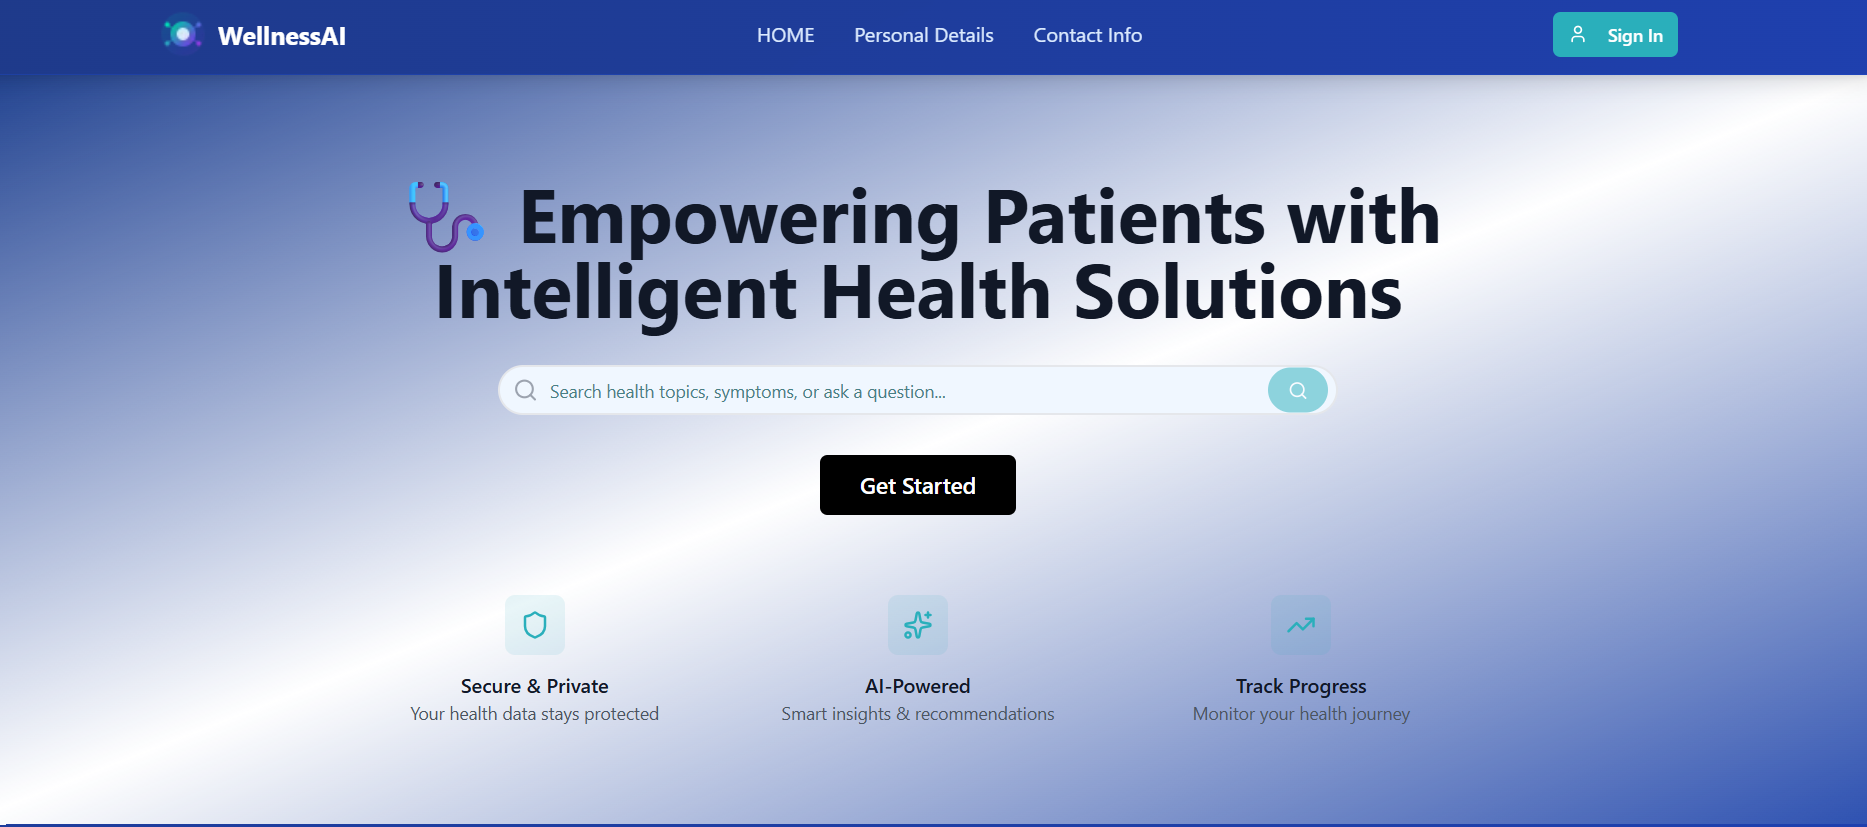 WellnessAI
HOME
Personal Details
Contact Info
Sign In
Empowering Patients with
Intelligent Health Solutions
Search health topics, symptoms, or ask a question...
Get Started
Secure & Private
Your health data stays protected
AI-Powered
Smart insights & recommendations
Track Progress
Monitor your health journey